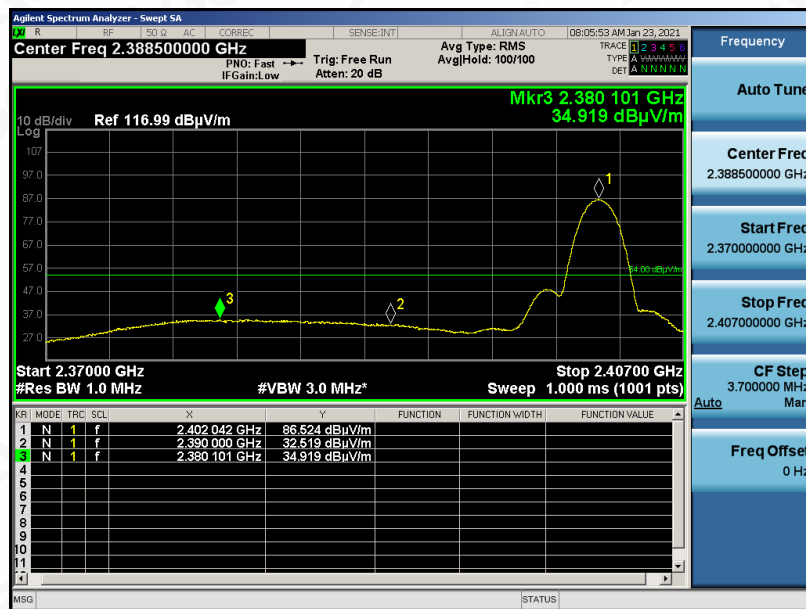 Agilent Spectrum Analyzer - Swept SA
LXI R RF 50 Ω AC CORREC SENSE:INT ALIGN AUTO 08:05:53 AM Jan 23, 2021
Center Freq 2.388500000 GHz
PNO: Fast
IFGain:Low
Trig: Free Run
Atten: 20 dB
Avg Type: RMS
Avg|Hold: 100/100
TRACE 1 2 3 4 5 6
TYPE A WWWWW
DET A N N N N N
Mkr3 2.380 101 GHz
34.919 dBµV/m
10 dB/div Ref 116.99 dBµV/m
Log
107
97.0
87.0
77.0
67.0
57.0
47.0
37.0
27.0
1
2
3
54.00 dBµV/m
Start 2.37000 GHz Stop 2.40700 GHz
#Res BW 1.0 MHz #VBW 3.0 MHz* Sweep 1.000 ms (1001 pts)
KR MODE TRC SCL X Y FUNCTION FUNCTION WIDTH FUNCTION VALUE
1 N 1 f 2.402 042 GHz 86.524 dBµV/m
2 N 1 f 2.390 000 GHz 32.519 dBµV/m
3 N 1 f 2.380 101 GHz 34.919 dBµV/m
4
5
6
7
8
9
10
11
MSG STATUS
Frequency
Auto Tune
Center Freq
2.388500000 GHz
Start Freq
2.370000000 GHz
Stop Freq
2.407000000 GHz
CF Step
3.700000 MHz
Auto Man
Freq Offset
0 Hz